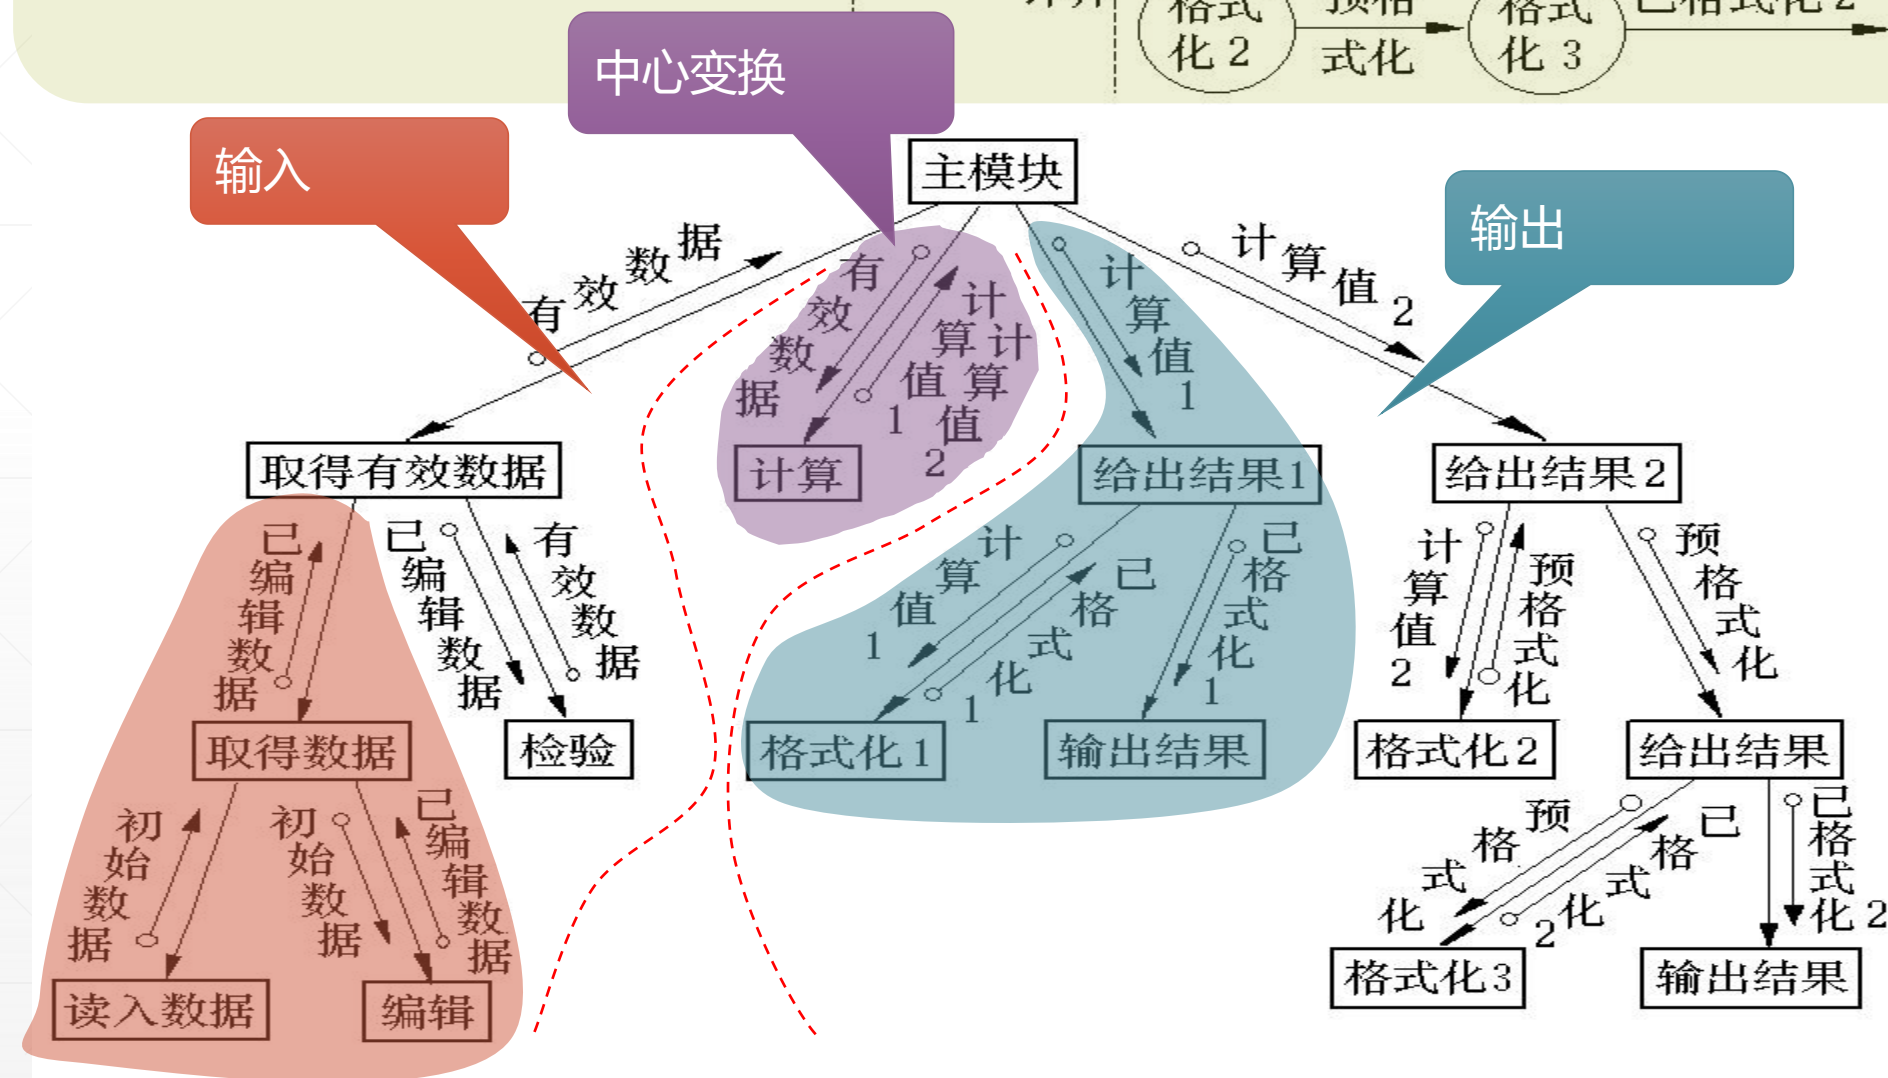 格式
化 2
预格
式化
格式
化 3
已格式化 2
中心变换
输入
输出
主模块
有效数据
有效数据
计算值1
计算值2
计算值1
计算值2
取得有效数据
计算
给出结果1
给出结果2
已编辑数据
已编辑数据
有效数据
计算值1
已格式化1
已格式化1
计算值2
预格式化
预格式化
取得数据
检验
格式化1
输出结果
格式化2
给出结果
初始数据
初始数据
已编辑数据
预格式化
已格式化2
已格式化2
读入数据
编辑
格式化3
输出结果